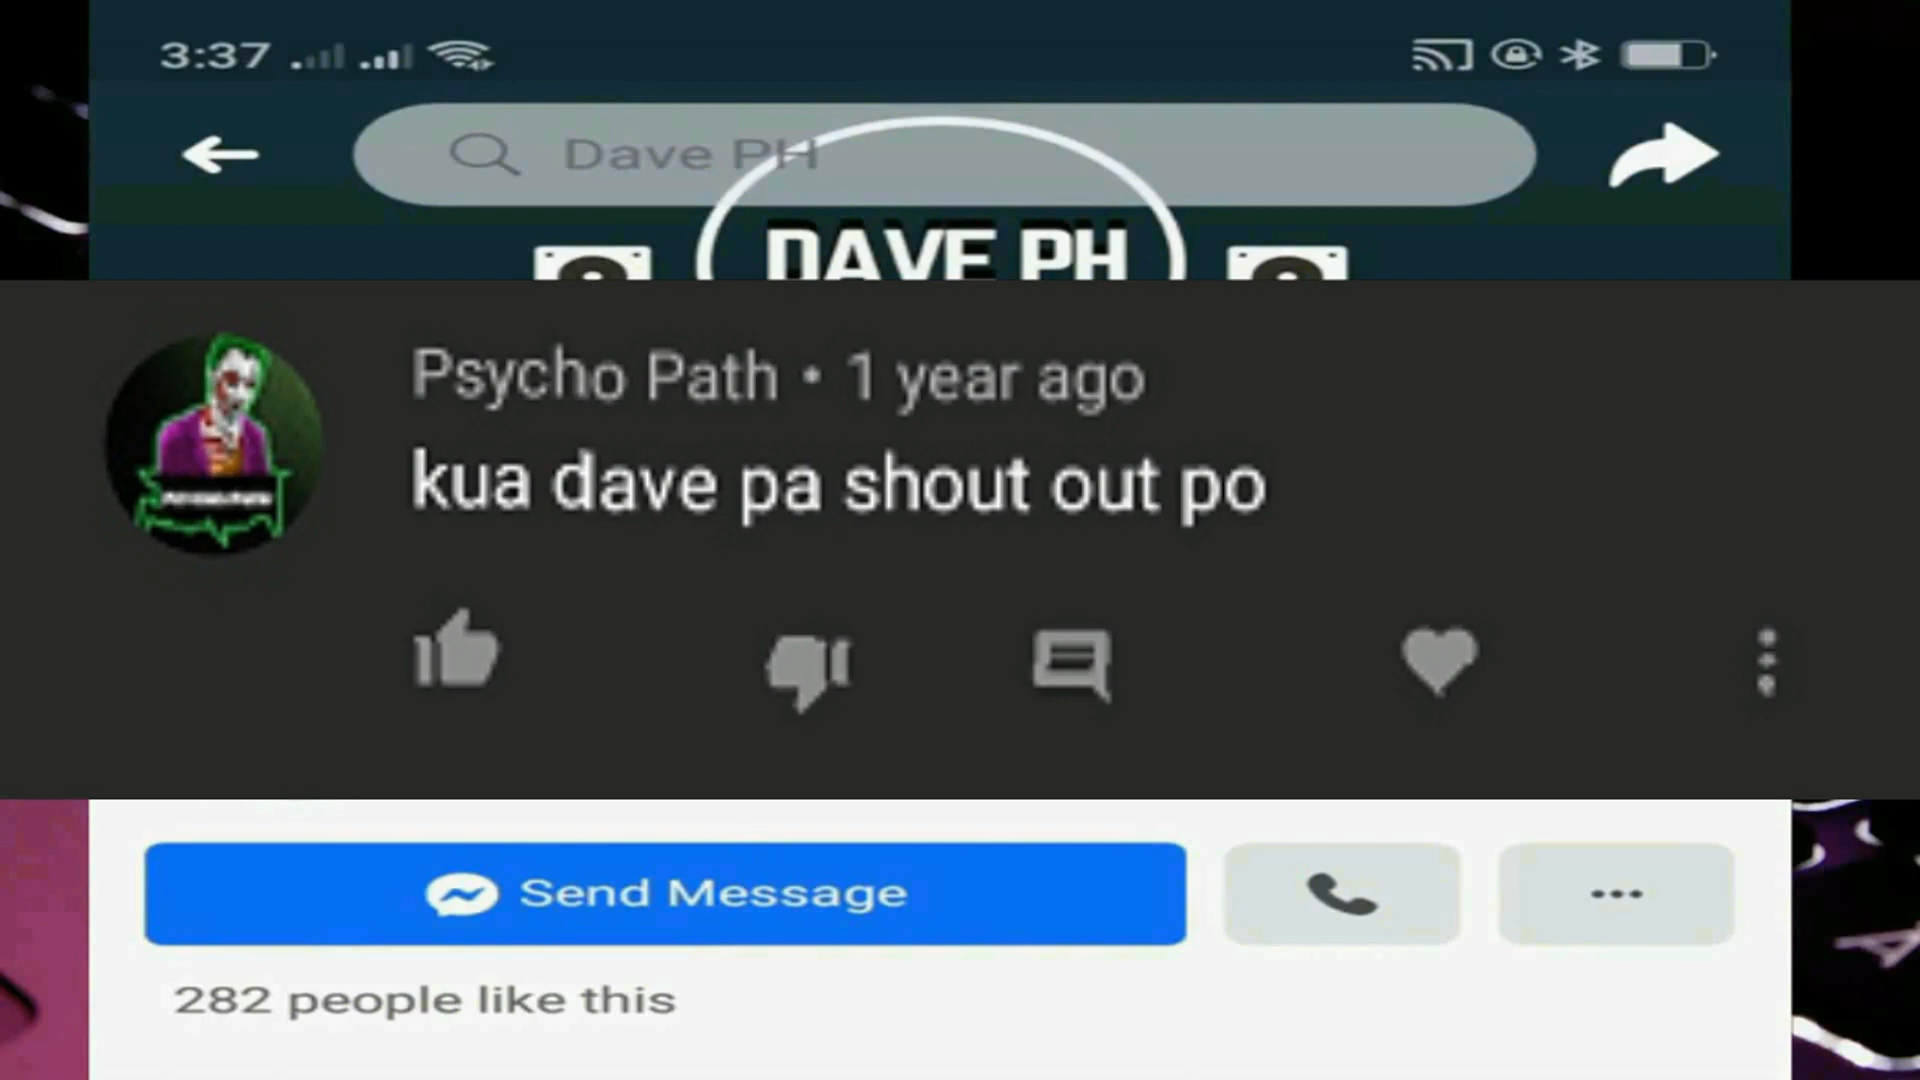 3:37
Dave PH
DAVE PH
Psycho Path • 1 year ago
kua dave pa shout out po
Send Message
282 people like this